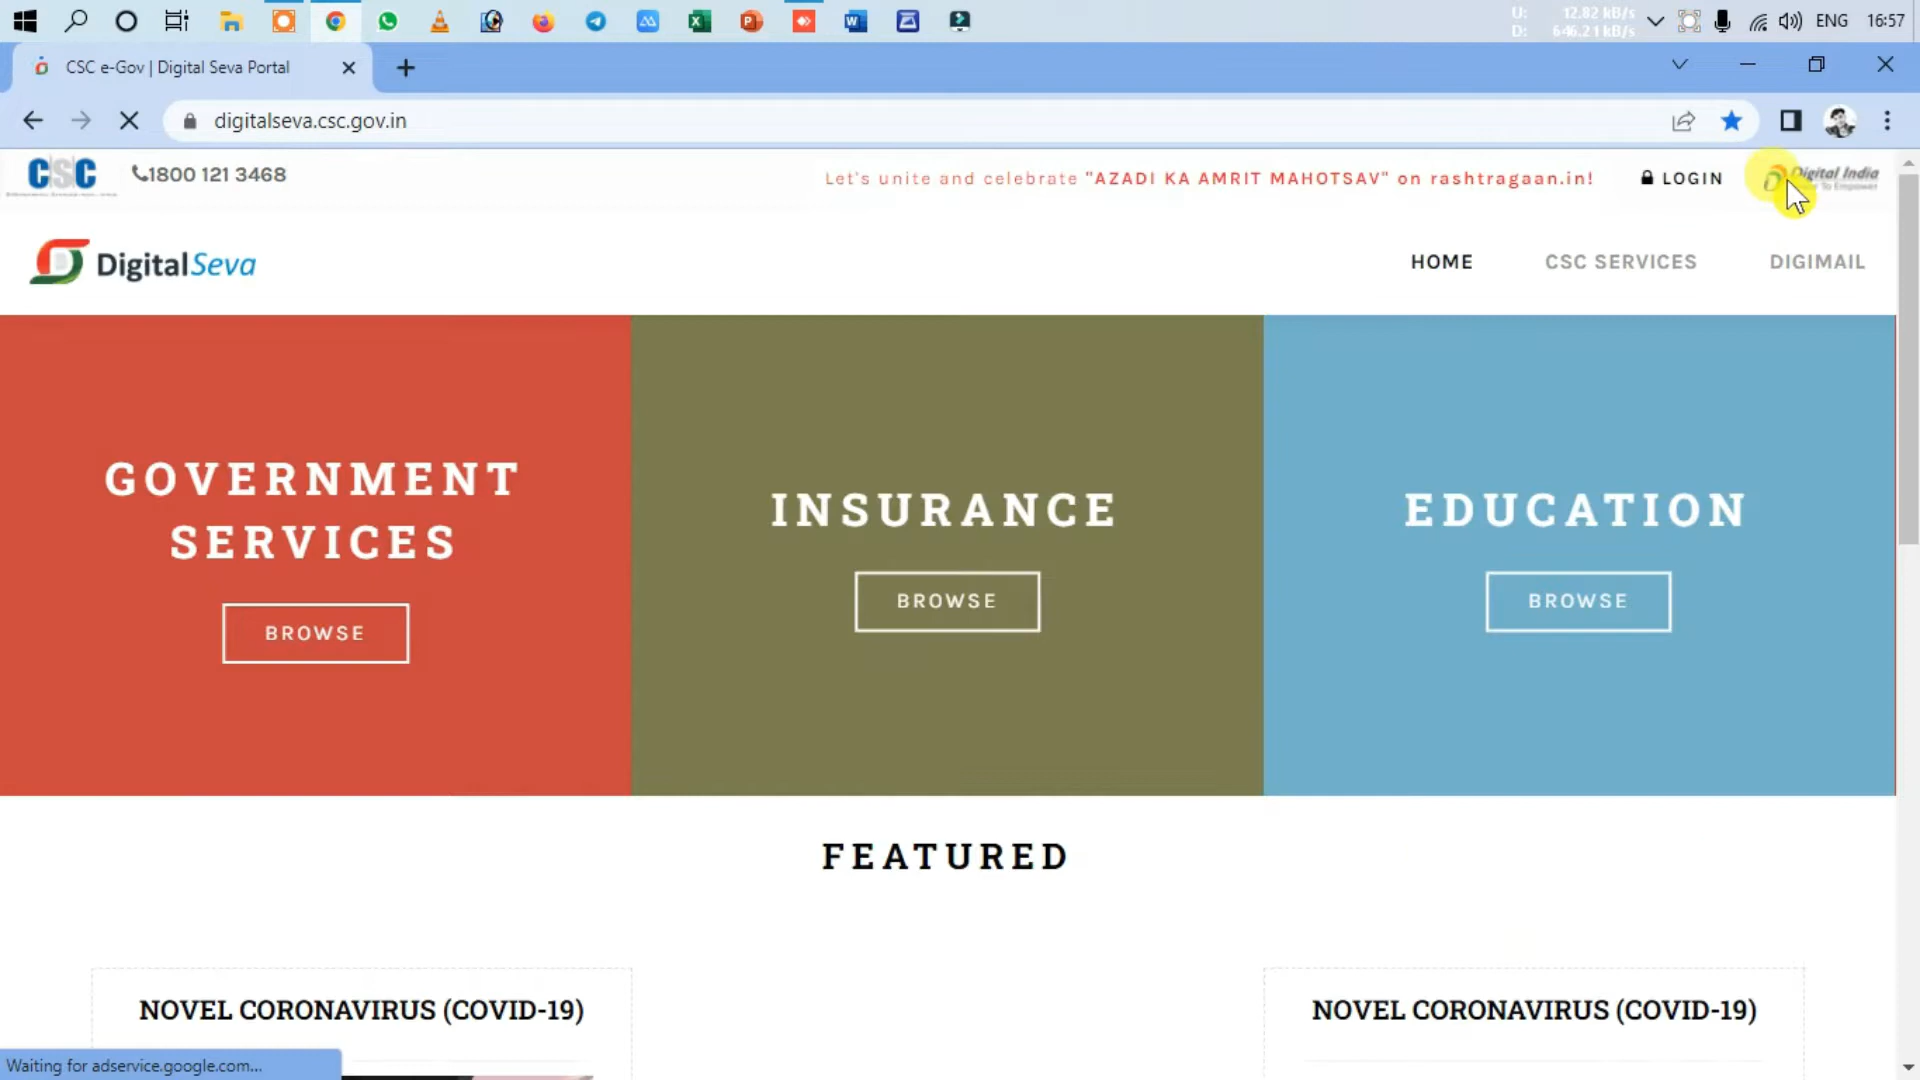 U: 12.82 kB/s
D: 646.21 kB/s
ENG 16:57
CSC e-Gov | Digital Seva Portal
digitalseva.csc.gov.in
CSC
1800 121 3468
Let's unite and celebrate "AZADI KA AMRIT MAHOTSAV" on rashtragaan.in!
LOGIN
Digital India
To Empower
DigitalSeva
HOME
CSC SERVICES
DIGIMAIL
GOVERNMENT
SERVICES
BROWSE
INSURANCE
BROWSE
EDUCATION
BROWSE
FEATURED
NOVEL CORONAVIRUS (COVID-19)
NOVEL CORONAVIRUS (COVID-19)
Waiting for adservice.google.com...